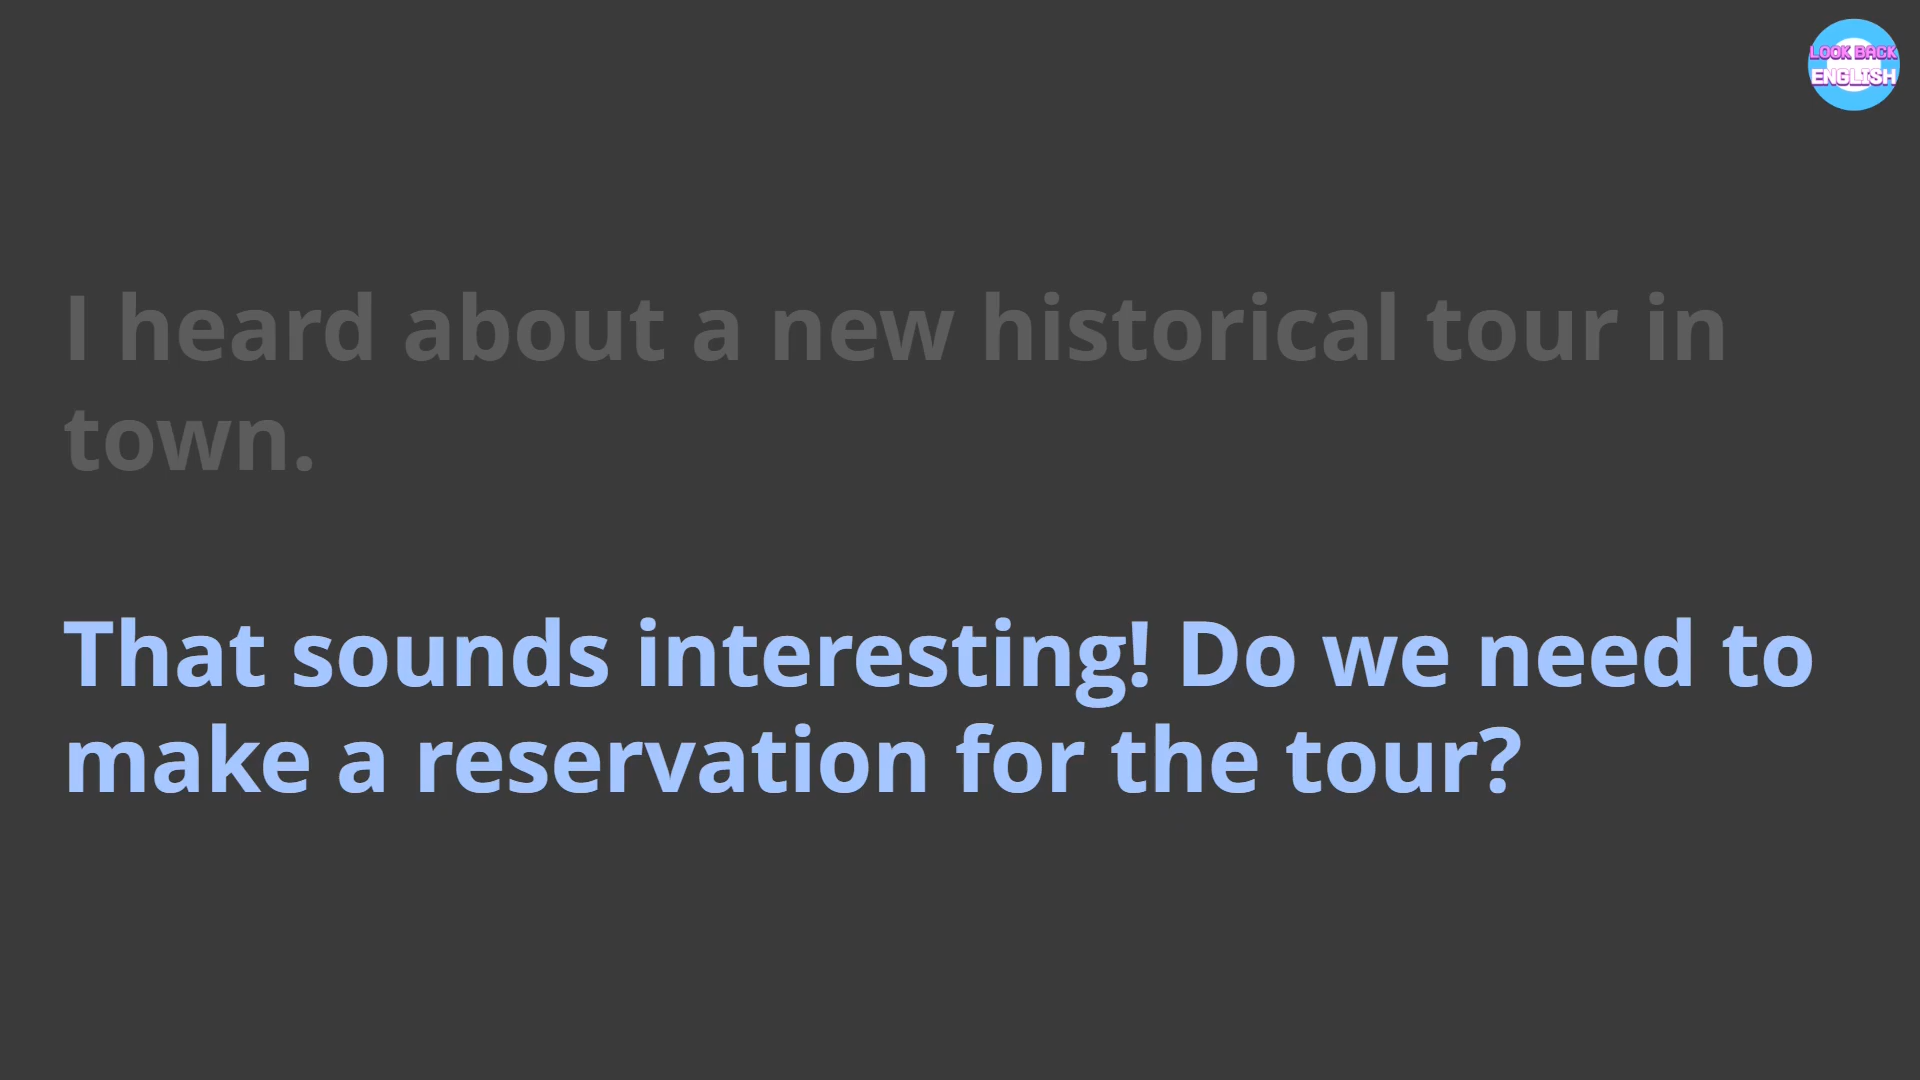 LOOK BACK
ENGLISH
I heard about a new historical tour in
town.
That sounds interesting! Do we need to
make a reservation for the tour?